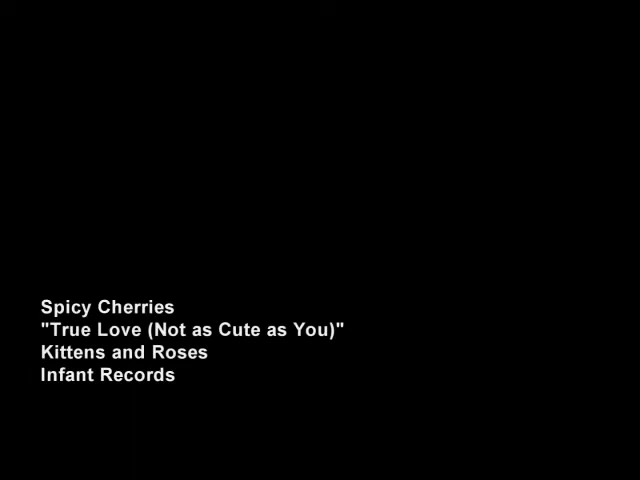 Spicy Cherries
"True Love (Not as Cute as You)"
Kittens and Roses
Infant Records